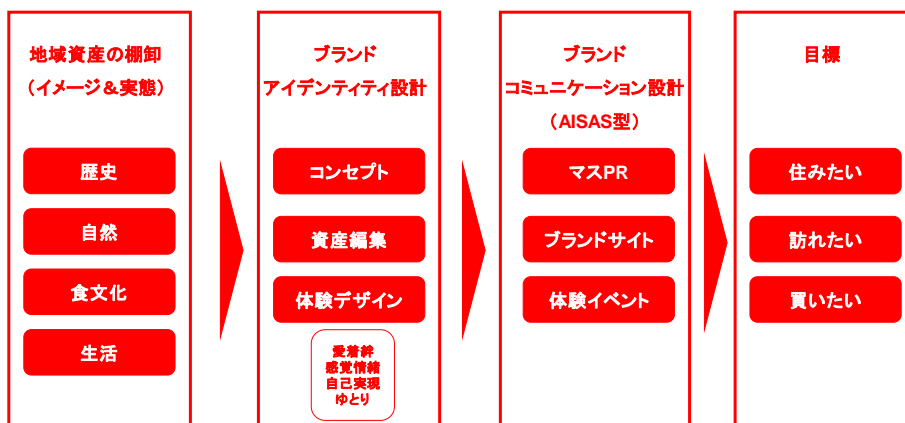 地域資産の棚卸
(イメージ&実態)
歴史
自然
食文化
生活
ブランド
アイデンティティ設計
コンセプト
資産編集
体験デザイン
愛着絆
感覚情緒
自己実現
ゆとり
ブランド
コミュニケーション設計
(AISAS型)
マスPR
ブランドサイト
体験イベント
目標
住みたい
訪れたい
買いたい